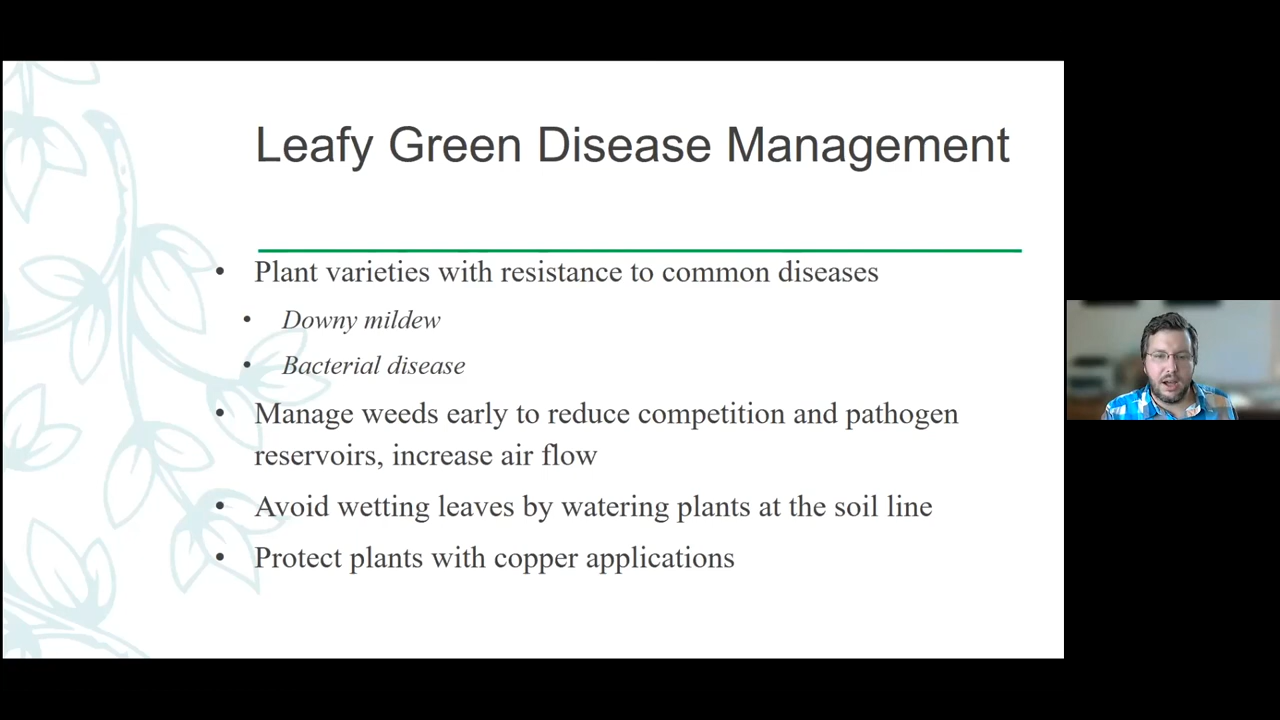 Leafy Green Disease Management
• Plant varieties with resistance to common diseases
• Downy mildew
• Bacterial disease
• Manage weeds early to reduce competition and pathogen
reservoirs, increase air flow
• Avoid wetting leaves by watering plants at the soil line
• Protect plants with copper applications